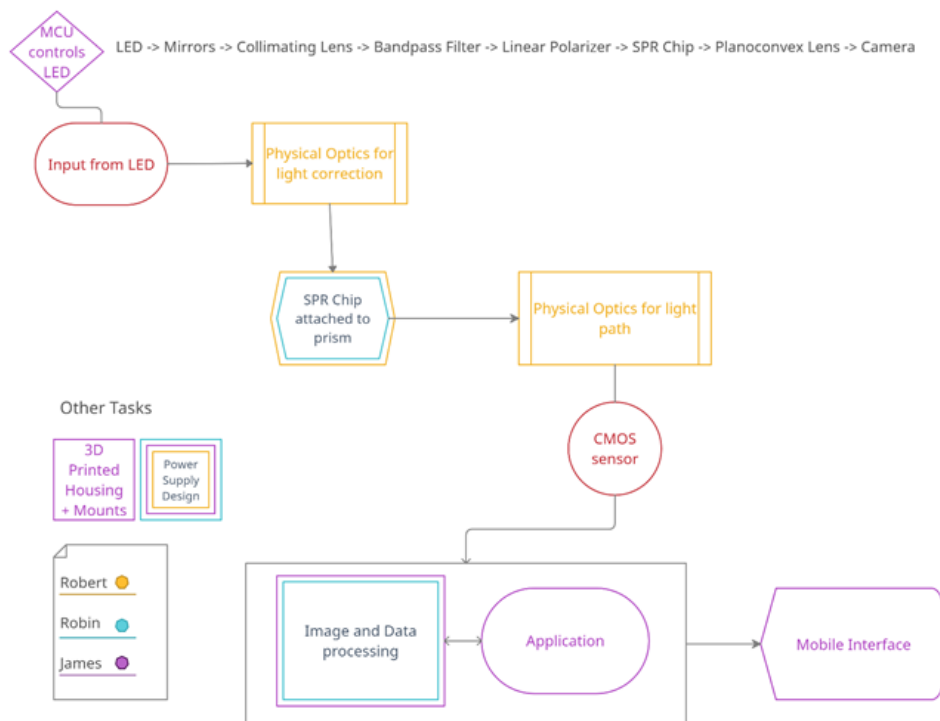 MCU
controls
LED
LED -> Mirrors -> Collimating Lens -> Bandpass Filter -> Linear Polarizer -> SPR Chip -> Planoconvex Lens -> Camera
Input from LED
Physical Optics for
light correction
SPR Chip
attached to
prism
Physical Optics for light
path
Other Tasks
3D
Printed
Housing
+ Mounts
Power
Supply
Design
CMOS
sensor
Robert
Robin
James
Image and Data
processing
Application
Mobile Interface